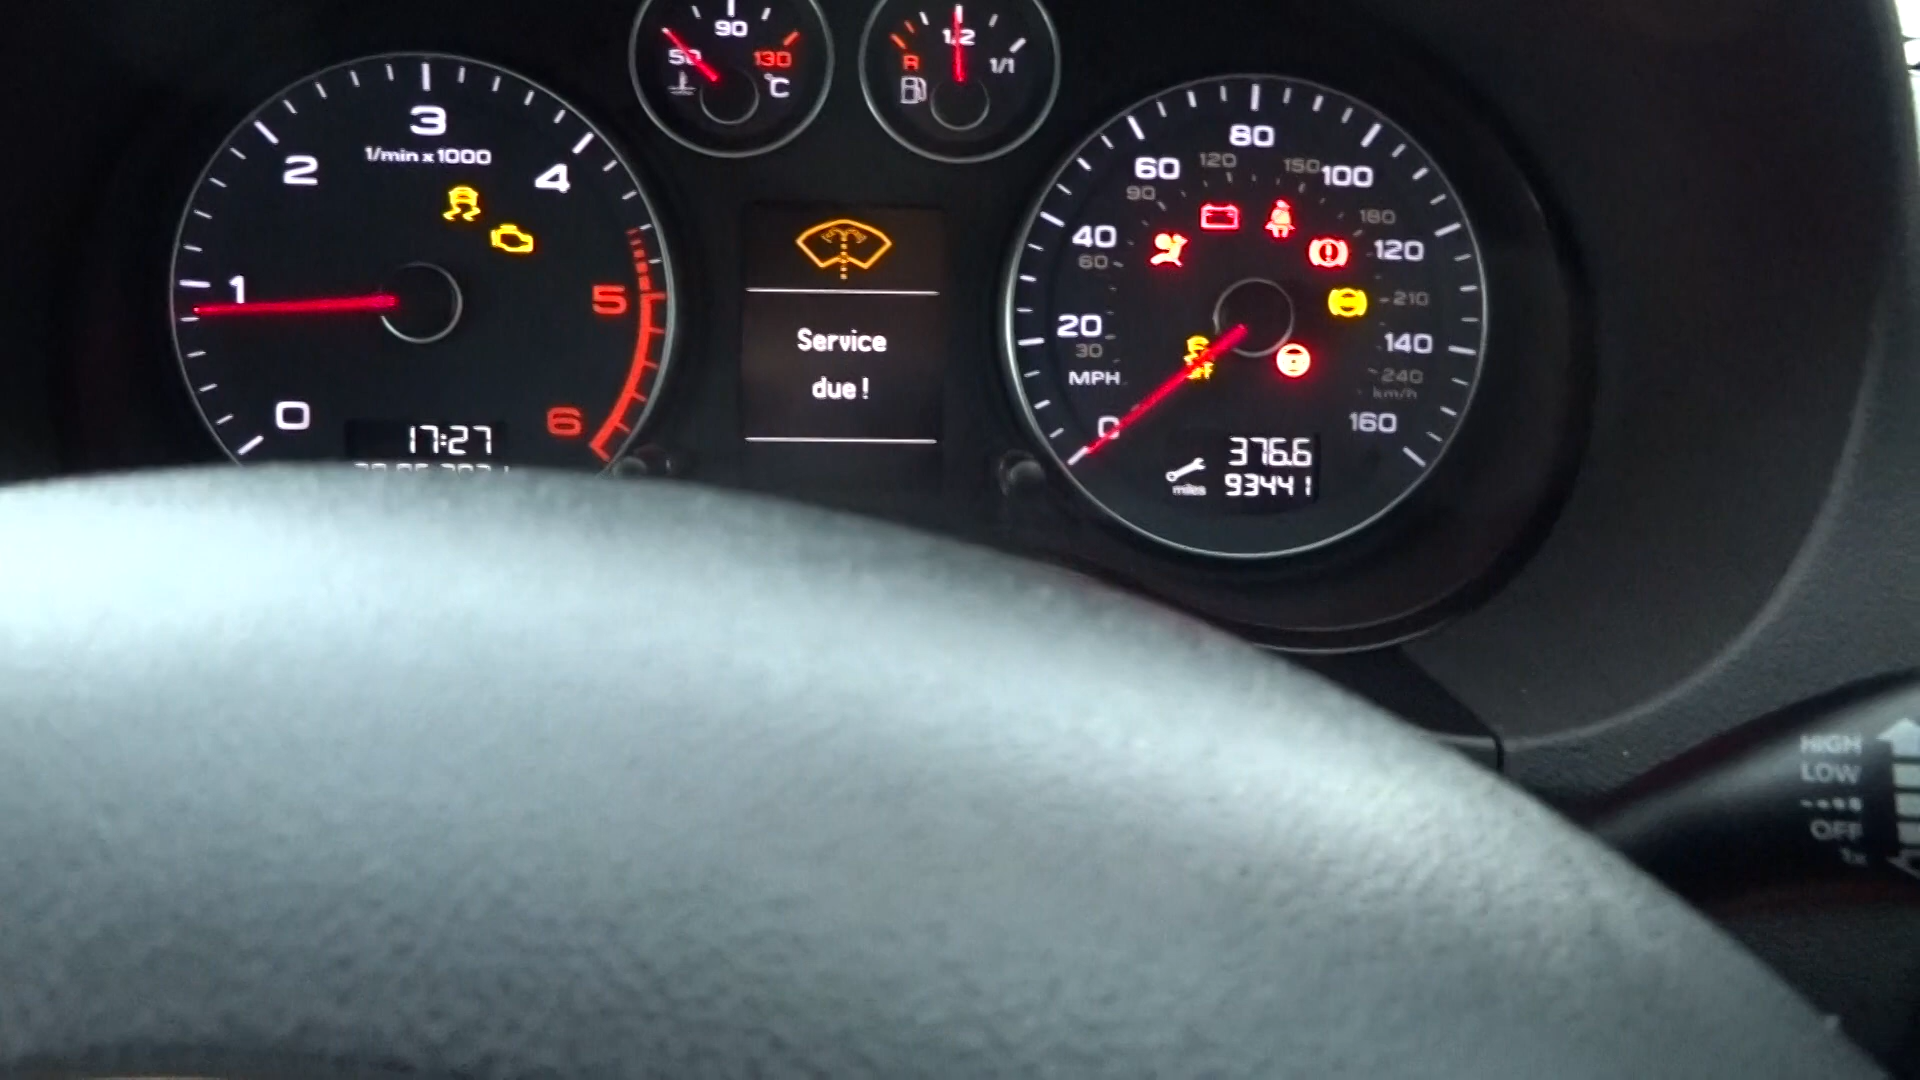 50
90
130
°C
R
1/2
1/1
1
2
3
4
5
6
0
1/min x 1000
17:27
Service
due!
0
20
40
60
80
100
120
140
160
30
60
90
120
150
180
210
240
MPH
km/h
OFF
376.6
miles 93441
HIGH
LOW
OFF
1x